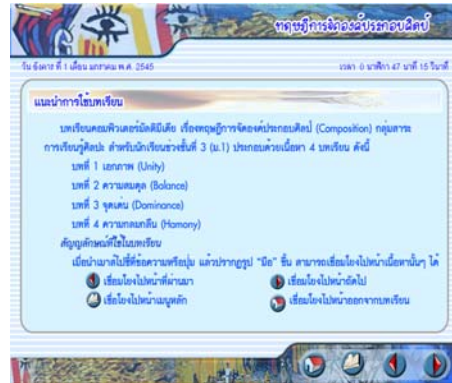 ทฤษฎีการจัดองค์ประกอบศิลป์
วัน อังคาร ที่ 1 เดือน มกราคม พ.ศ. 2545
เวลา 0 นาฬิกา 47 นาที 15 วินาที
แนะนำการใช้บทเรียน
บทเรียนคอมพิวเตอร์มัลติมีเดีย เรื่องทฤษฎีการจัดองค์ประกอบศิลป์ (Composition) กลุ่มสาระ
การเรียนรู้ศิลปะ สำหรับนักเรียนช่วงชั้นที่ 3 (ม.1) ประกอบด้วยเนื้อหา 4 บทเรียน ดังนี้
บทที่ 1 เอกภาพ (Unity)
บทที่ 2 ความสมดุล (Balance)
บทที่ 3 จุดเด่น (Dominance)
บทที่ 4 ความกลมกลืน (Hamony)
สัญญลักษณ์ที่ใช้ในบทเรียน
เมื่อนำเมาส์ไปชี้ที่ข้อความหรือปุ่ม แล้วปรากฏรูป "มือ" ขึ้น สามารถเชื่อมโยงไปหน้าเนื้อหานั้นๆ ได้
เชื่อมโยงไปหน้าที่ผ่านมา
เชื่อมโยงไปหน้าถัดไป
เชื่อโยงไปหน้าเมนูหลัก
เชื่อมโยงไปหน้าออกจากบทเรียน